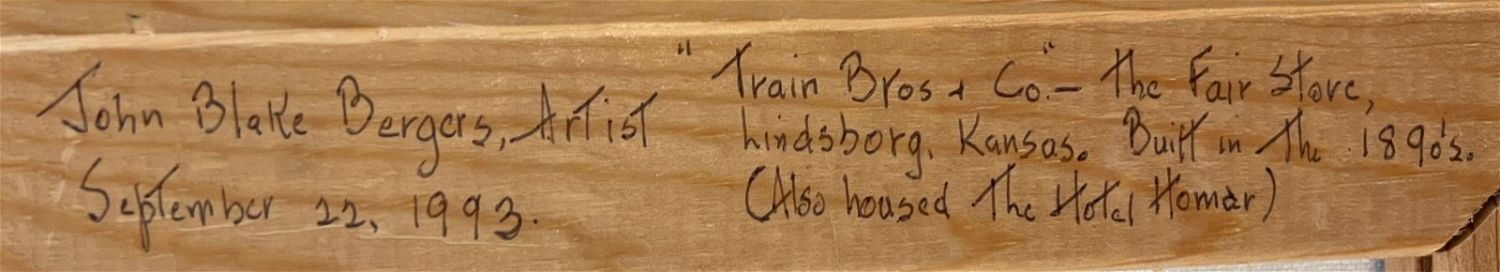 John Blake Bergers, Artist
September 22, 1993.
"Train Bros + Co." - The Fair Store,
Lindsborg, Kansas. Built in The 1890's.
(Also housed The Hotel Homar)